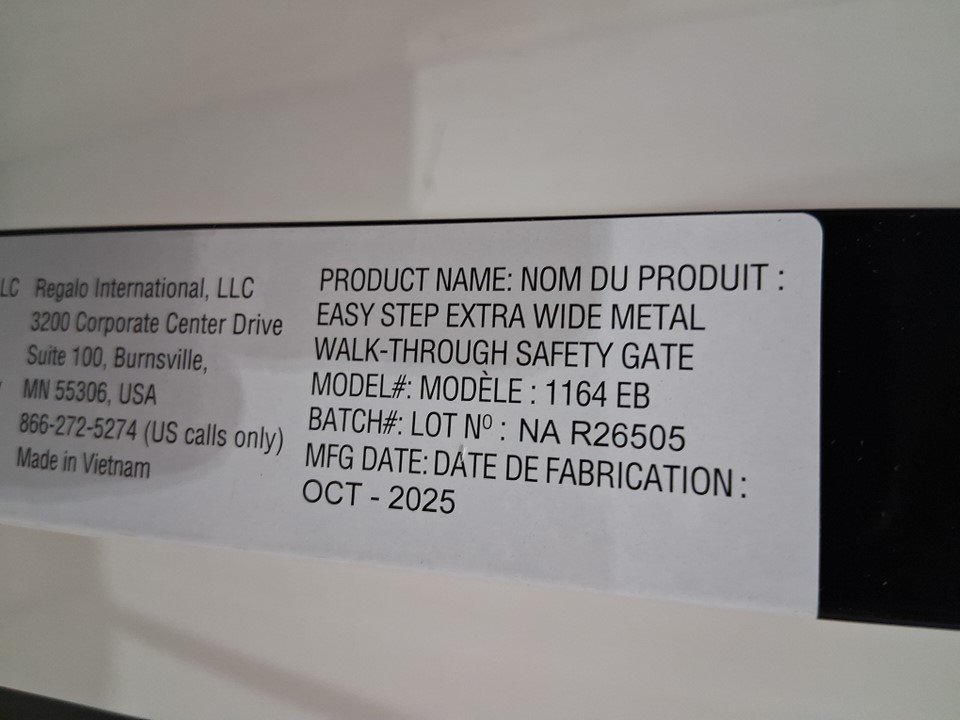 LC Regalo International, LLC
3200 Corporate Center Drive
Suite 100, Burnsville,
MN 55306, USA
866-272-5274 (US calls only)
Made in Vietnam
PRODUCT NAME: NOM DU PRODUIT :
EASY STEP EXTRA WIDE METAL
WALK-THROUGH SAFETY GATE
MODEL#: MODÈLE : 1164 EB
BATCH#: LOT Nº : NA R26505
MFG DATE: DATE DE FABRICATION :
OCT - 2025